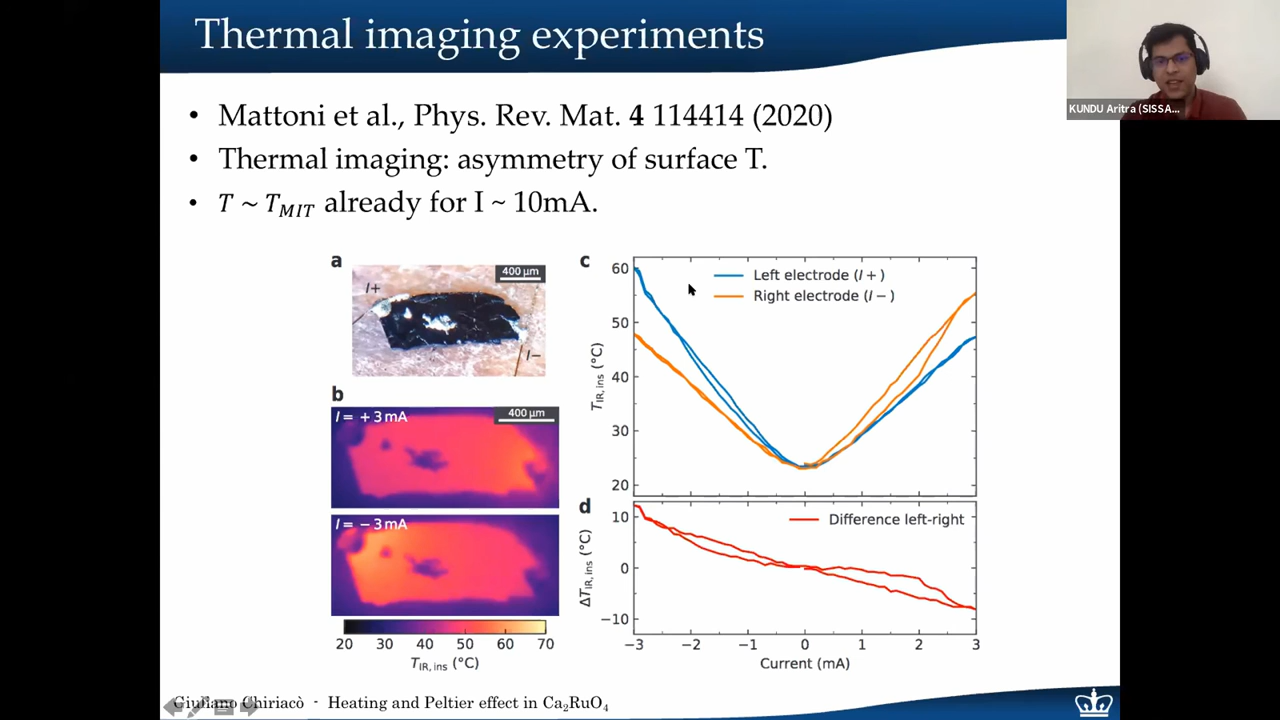 Thermal imaging experiments
KUNDU Aritra (SISSA...
• Mattoni et al., Phys. Rev. Mat. 4 114414 (2020)
• Thermal imaging: asymmetry of surface T.
• T ~ T_MIT already for I ~ 10mA.
a
400 μm
I+
I−
b
I = +3 mA
400 μm
I = −3 mA
20 30 40 50 60 70
T_IR, ins (°C)
c
Left electrode (I+)
Right electrode (I−)
60
50
40
30
20
T_IR, ins (°C)
d
Difference left-right
10
0
−10
ΔT_IR, ins (°C)
−3 −2 −1 0 1 2 3
Current (mA)
Giuliano Chiriacò - Heating and Peltier effect in Ca₂RuO₄